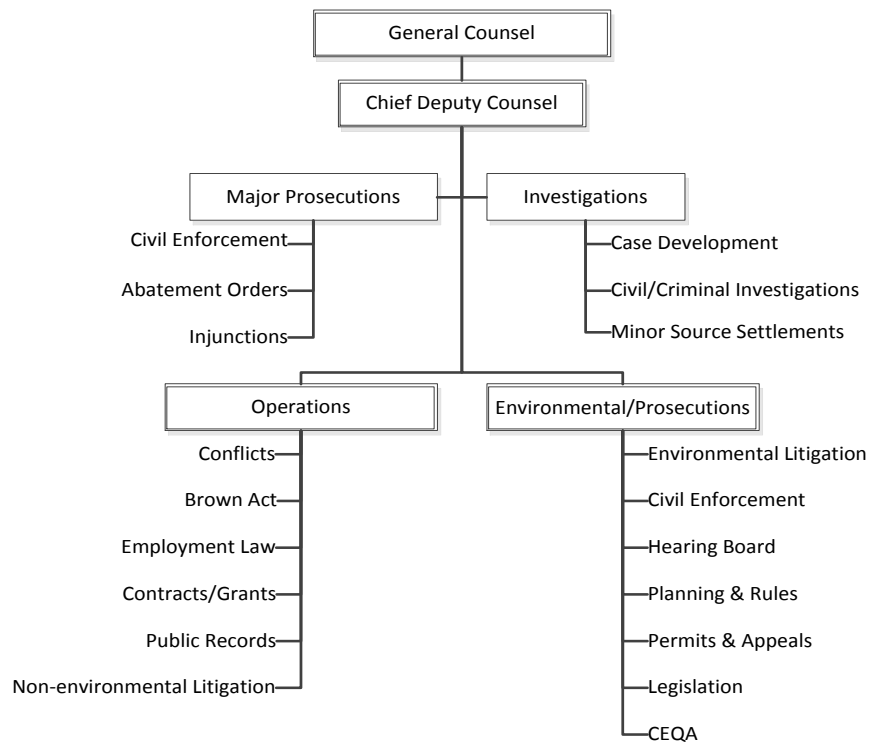 General Counsel
Chief Deputy Counsel
Major Prosecutions
Civil Enforcement
Abatement Orders
Injunctions
Investigations
Case Development
Civil/Criminal Investigations
Minor Source Settlements
Operations
Conflicts
Brown Act
Employment Law
Contracts/Grants
Public Records
Non-environmental Litigation
Environmental/Prosecutions
Environmental Litigation
Civil Enforcement
Hearing Board
Planning & Rules
Permits & Appeals
Legislation
CEQA